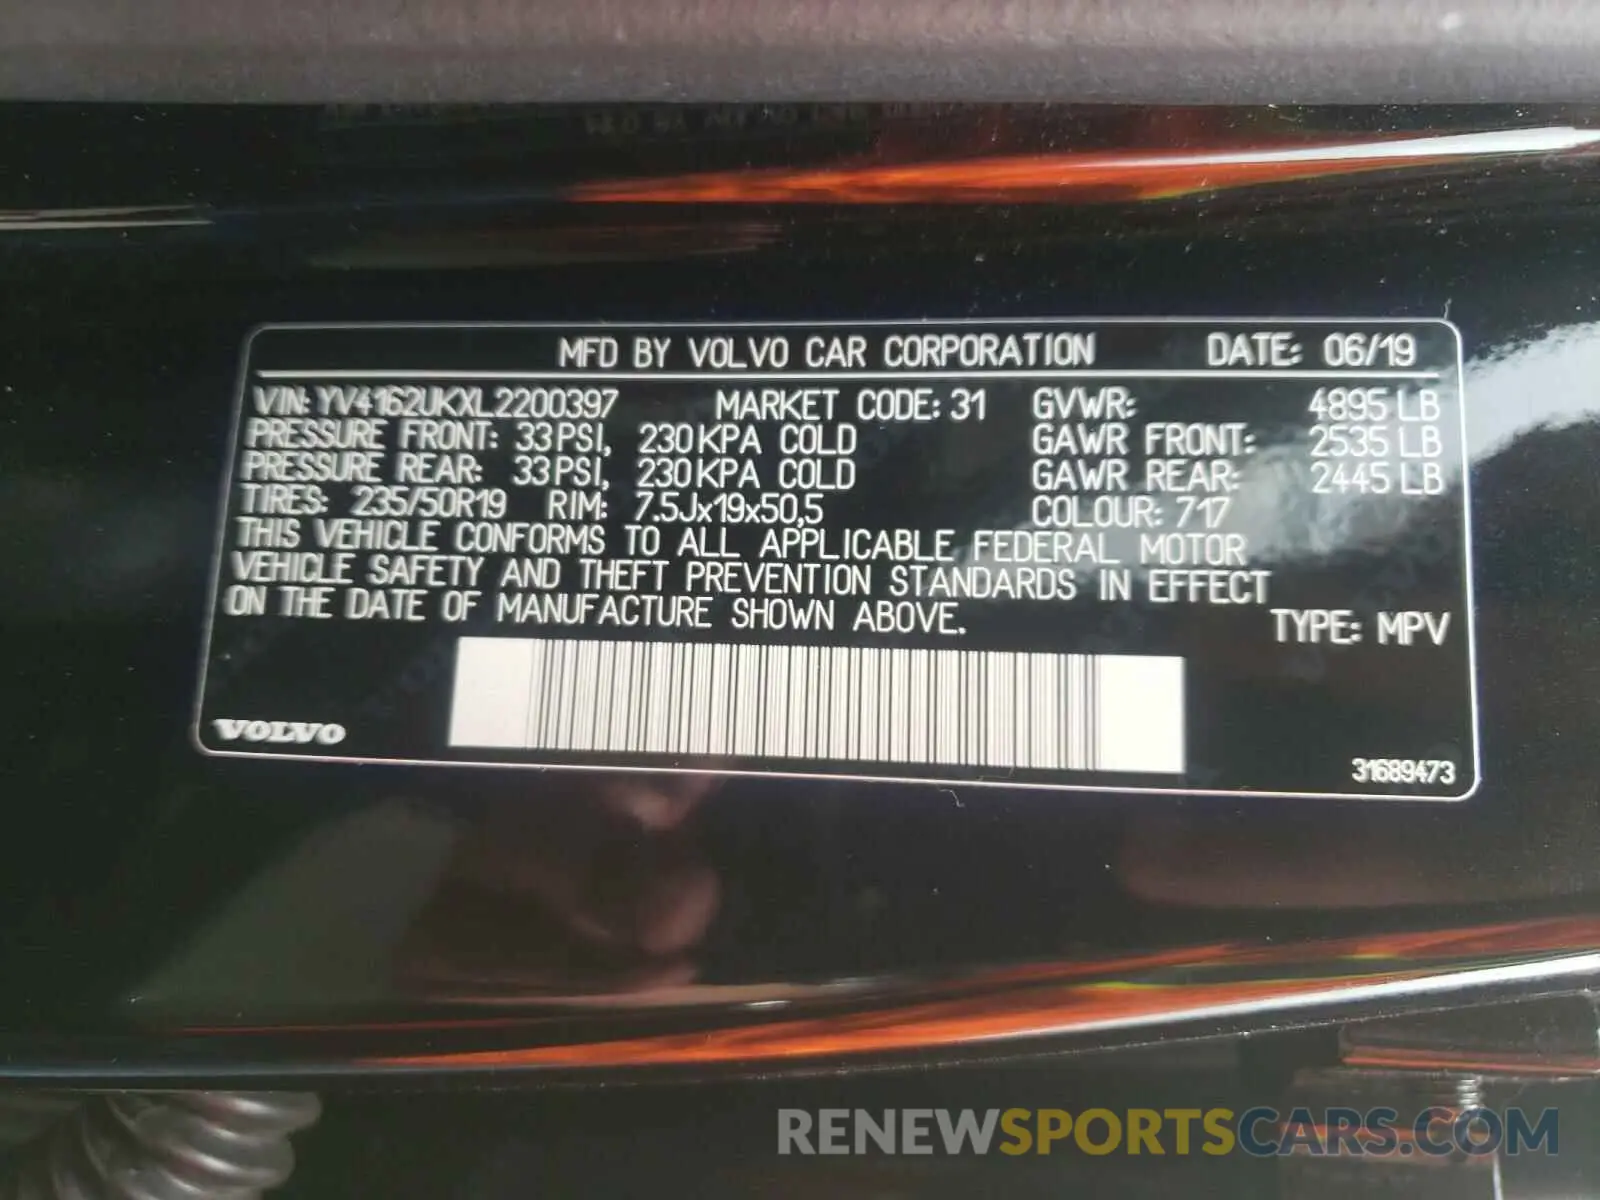 MFD BY VOLVO CAR CORPORATION DATE: 06/19
VIN: YV4162UKXL2200397 MARKET CODE: 31 GVWR: 4895 LB
PRESSURE FRONT: 33 PSI, 230 KPA COLD GAWR FRONT: 2535 LB
PRESSURE REAR: 33 PSI, 230 KPA COLD GAWR REAR: 2445 LB
TIRES: 235/50R19 RIM: 7.5Jx19x50,5 COLOUR: 717
THIS VEHICLE CONFORMS TO ALL APPLICABLE FEDERAL MOTOR
VEHICLE SAFETY AND THEFT PREVENTION STANDARDS IN EFFECT
ON THE DATE OF MANUFACTURE SHOWN ABOVE.
TYPE: MPV
VOLVO
31689473
RENEWSPORTSCARS.COM